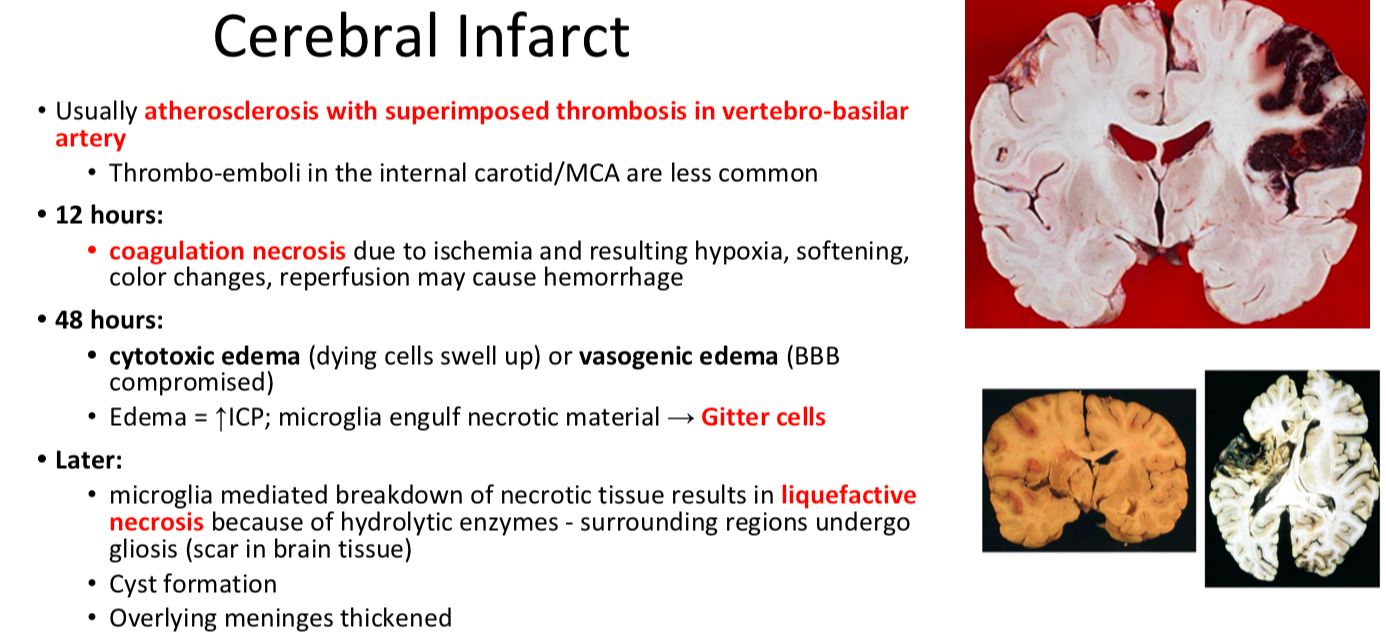 Cerebral Infarct
• Usually atherosclerosis with superimposed thrombosis in vertebro-basilar
artery
• Thrombo-emboli in the internal carotid/MCA are less common
• 12 hours:
• coagulation necrosis due to ischemia and resulting hypoxia, softening,
color changes, reperfusion may cause hemorrhage
• 48 hours:
• cytotoxic edema (dying cells swell up) or vasogenic edema (BBB
compromised)
• Edema = ↑ICP; microglia engulf necrotic material → Gitter cells
• Later:
• microglia mediated breakdown of necrotic tissue results in liquefactive
necrosis because of hydrolytic enzymes - surrounding regions undergo
gliosis (scar in brain tissue)
• Cyst formation
• Overlying meninges thickened